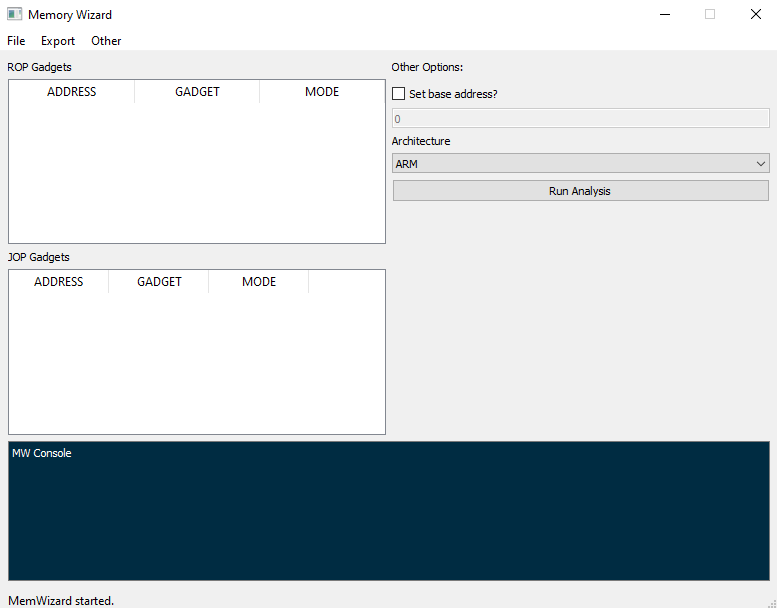 Memory Wizard
File Export Other
ROP Gadgets
ADDRESS GADGET MODE
Other Options:
Set base address?
0
Architecture
ARM
Run Analysis
JOP Gadgets
ADDRESS GADGET MODE
MW Console
MemWizard started.